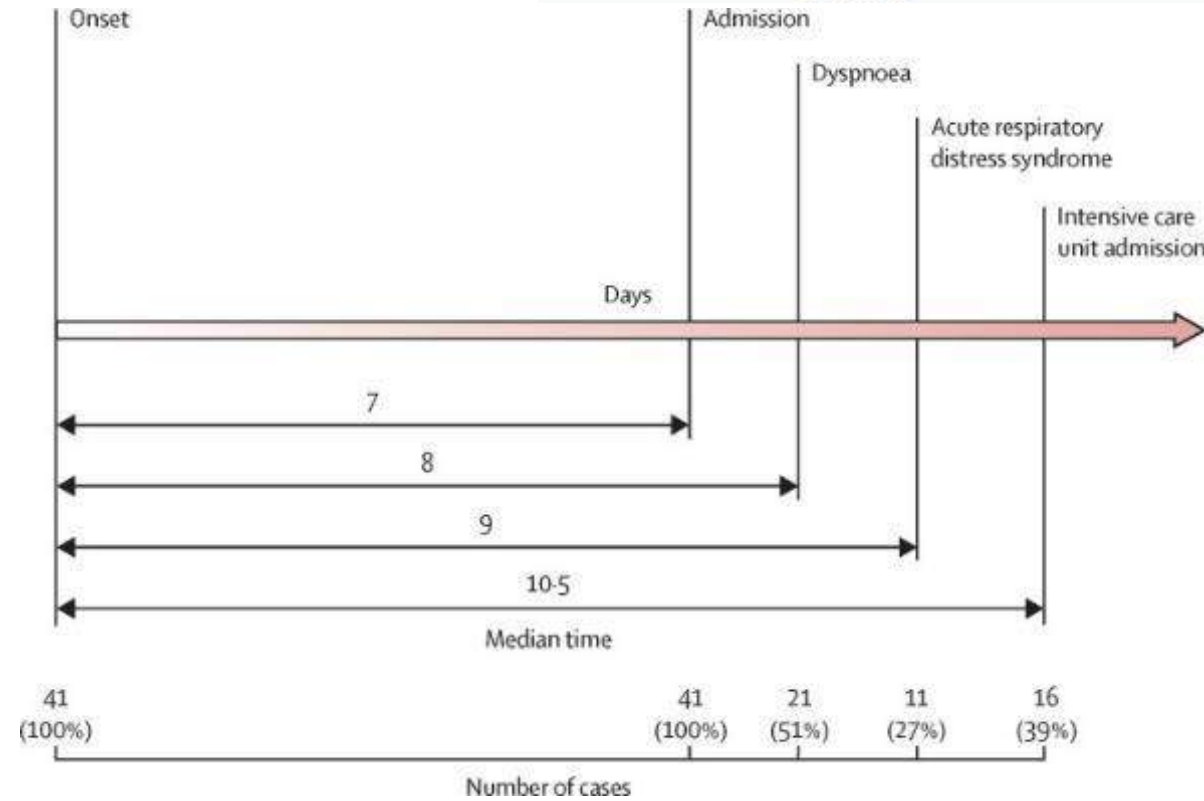 Onset
Admission
Dyspnoea
Acute respiratory
distress syndrome
Intensive care
unit admission
Days
7
8
9
10·5
Median time
41 41 21 11 16
(100%) (100%) (51%) (27%) (39%)
Number of cases